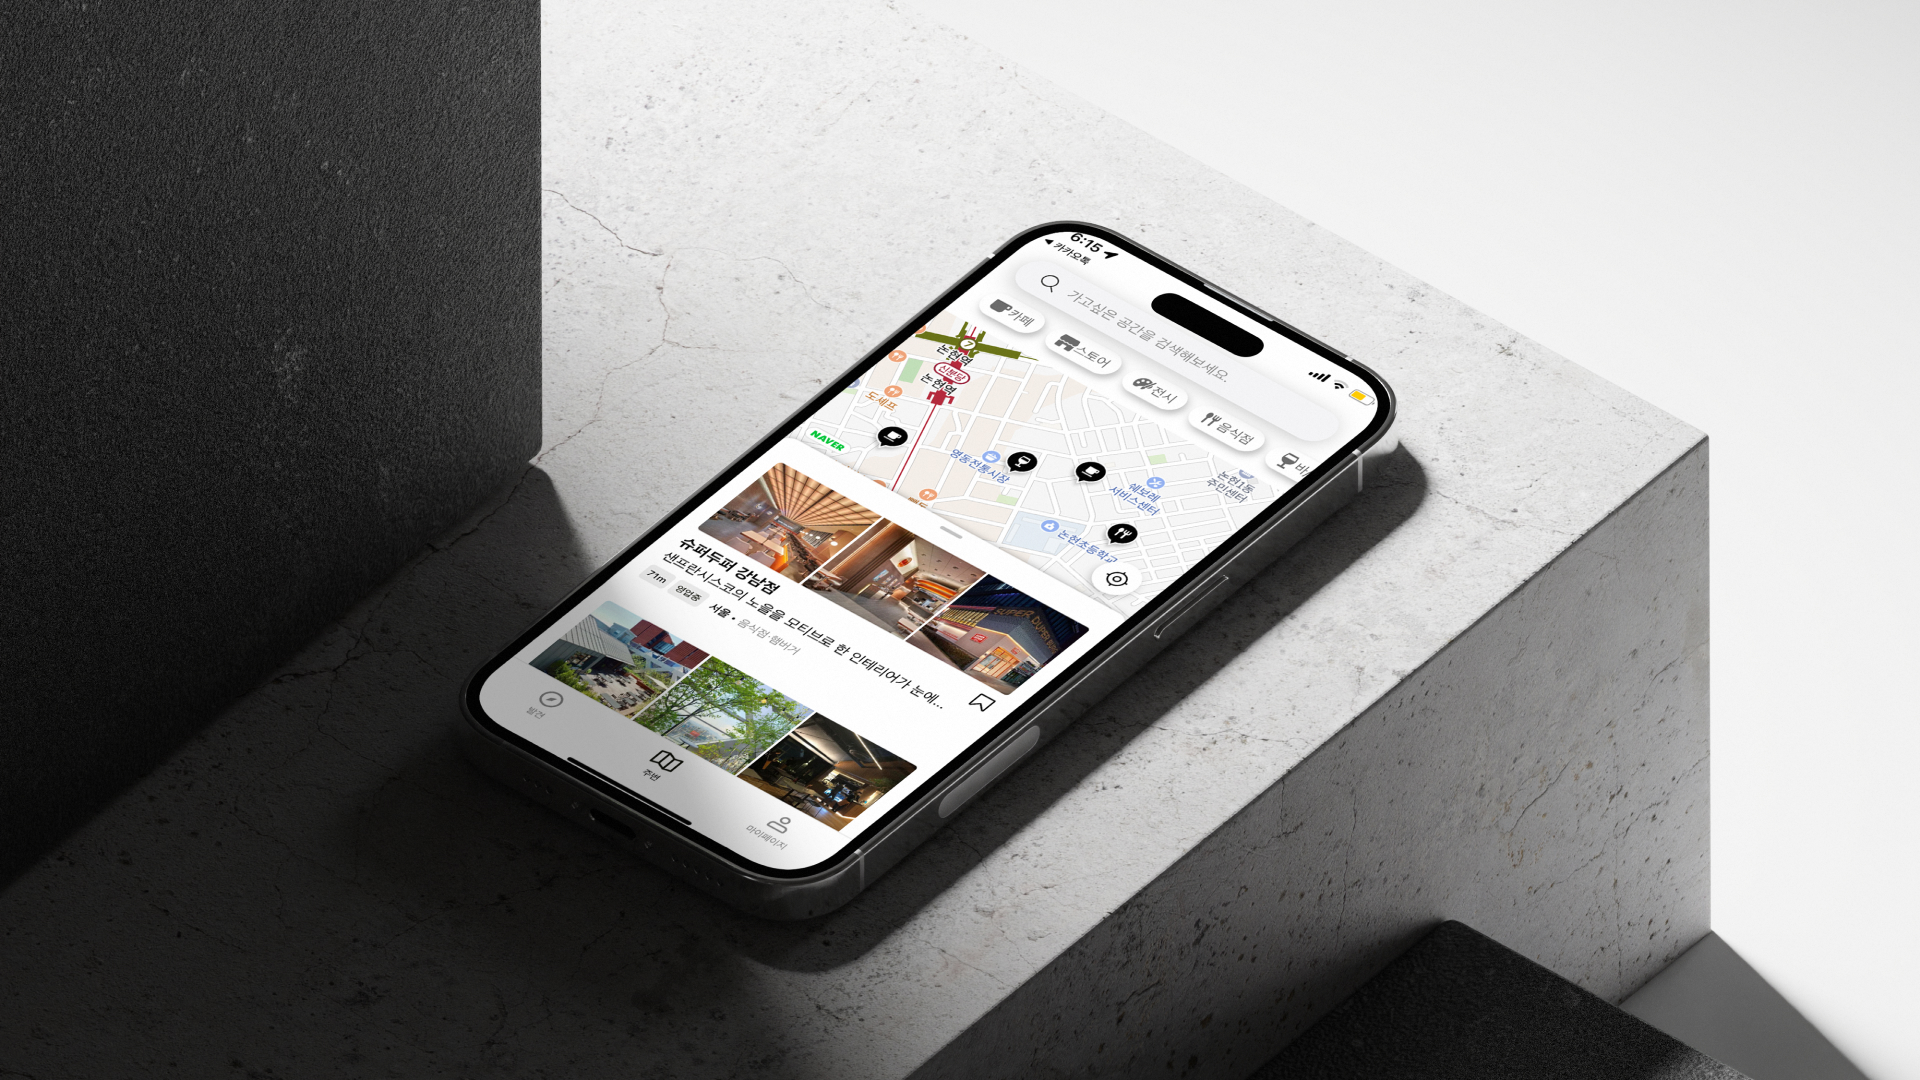 6:15
◀ 카카오톡
가고싶은 공간을 검색해보세요.
카페
스토어
전시
음식점
7
논현역
신분당
논현역
도셰프
NAVER
영동전통시장
쉐보레
서비스센터
논현1동
주민센터
논현초등학교
SUPER DUPER
슈퍼두퍼 강남점
샌프란시스코의 노을을 모티브로 한 인테리어가 눈에...
71m 영업중 서울 • 음식점·햄버거
발견
주변
마이페이지